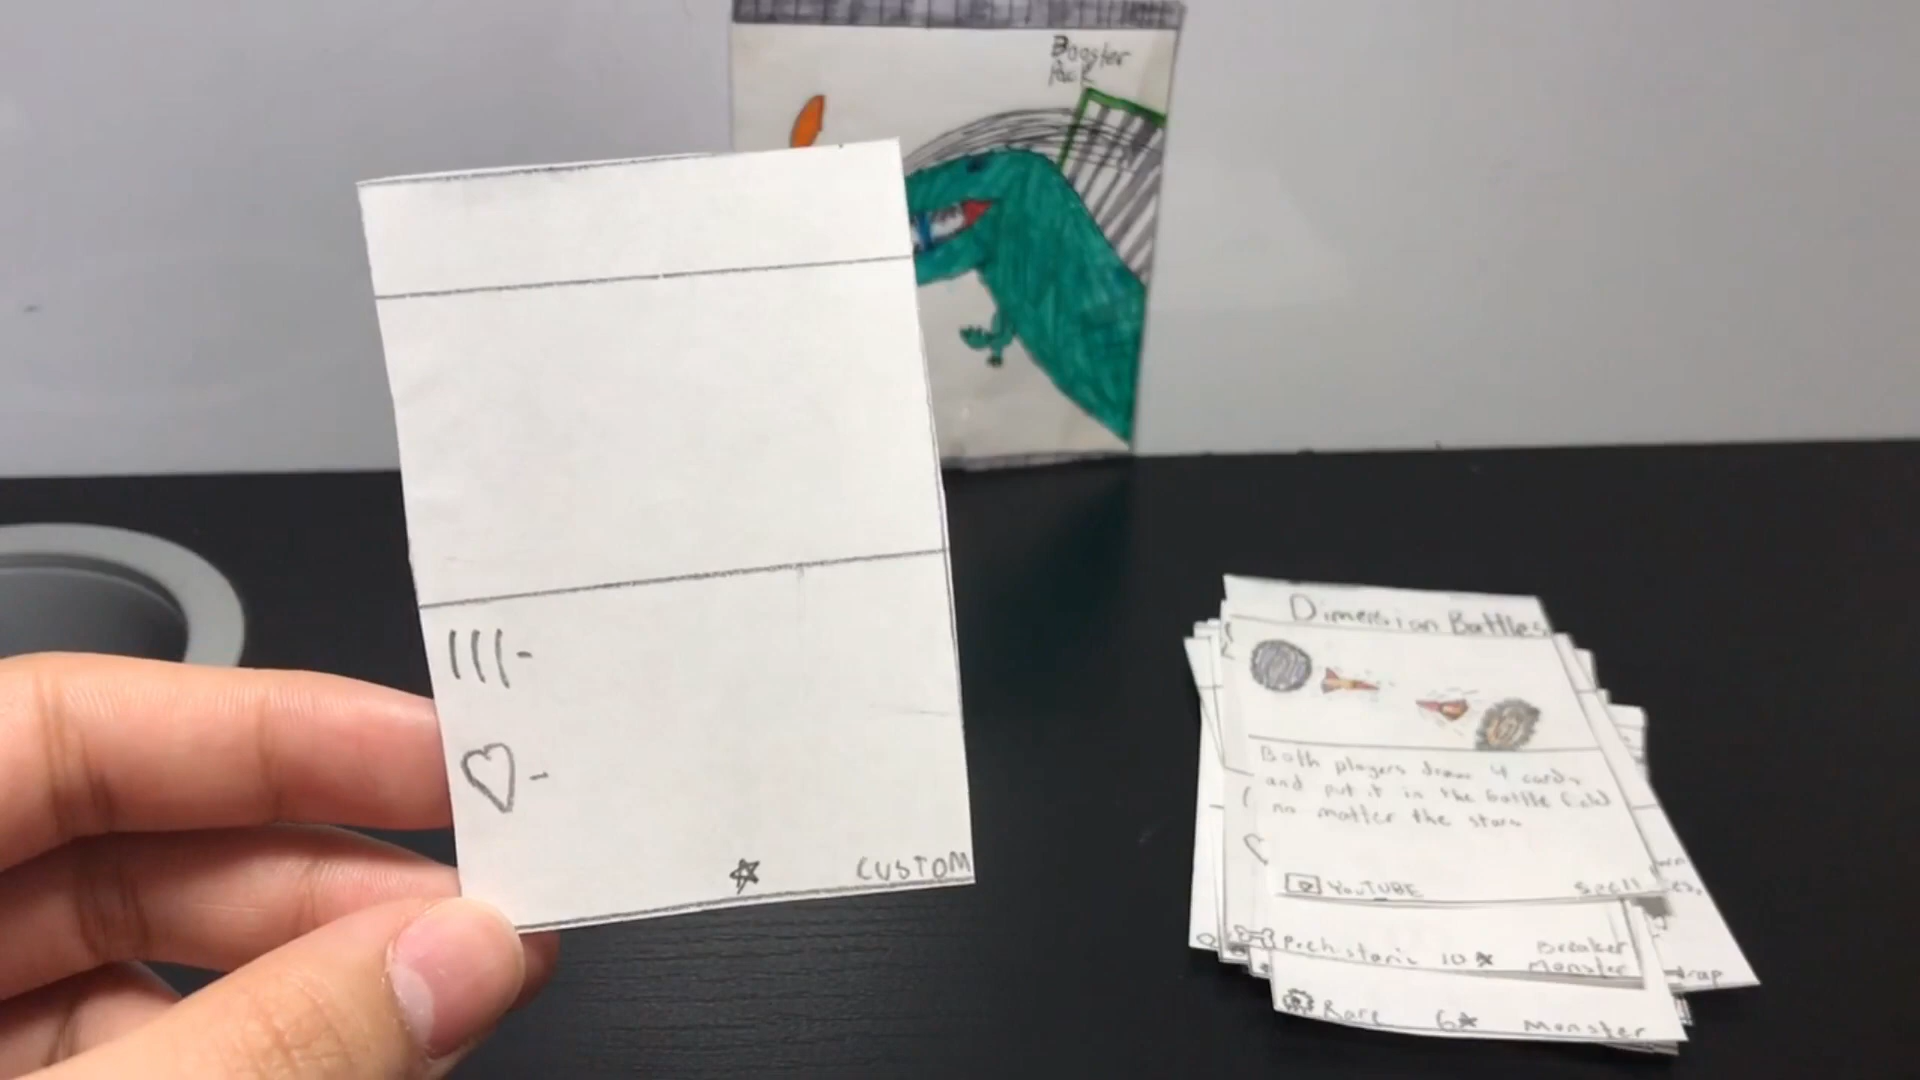 Booster
Pack
CUSTOM
Dimension Battles
Both players draw 4 cards
and put it in the battle field
no matter the stars
YouTUBE
Prehistoric 10
Breaker
Monster
trap
Rare 6 Monster